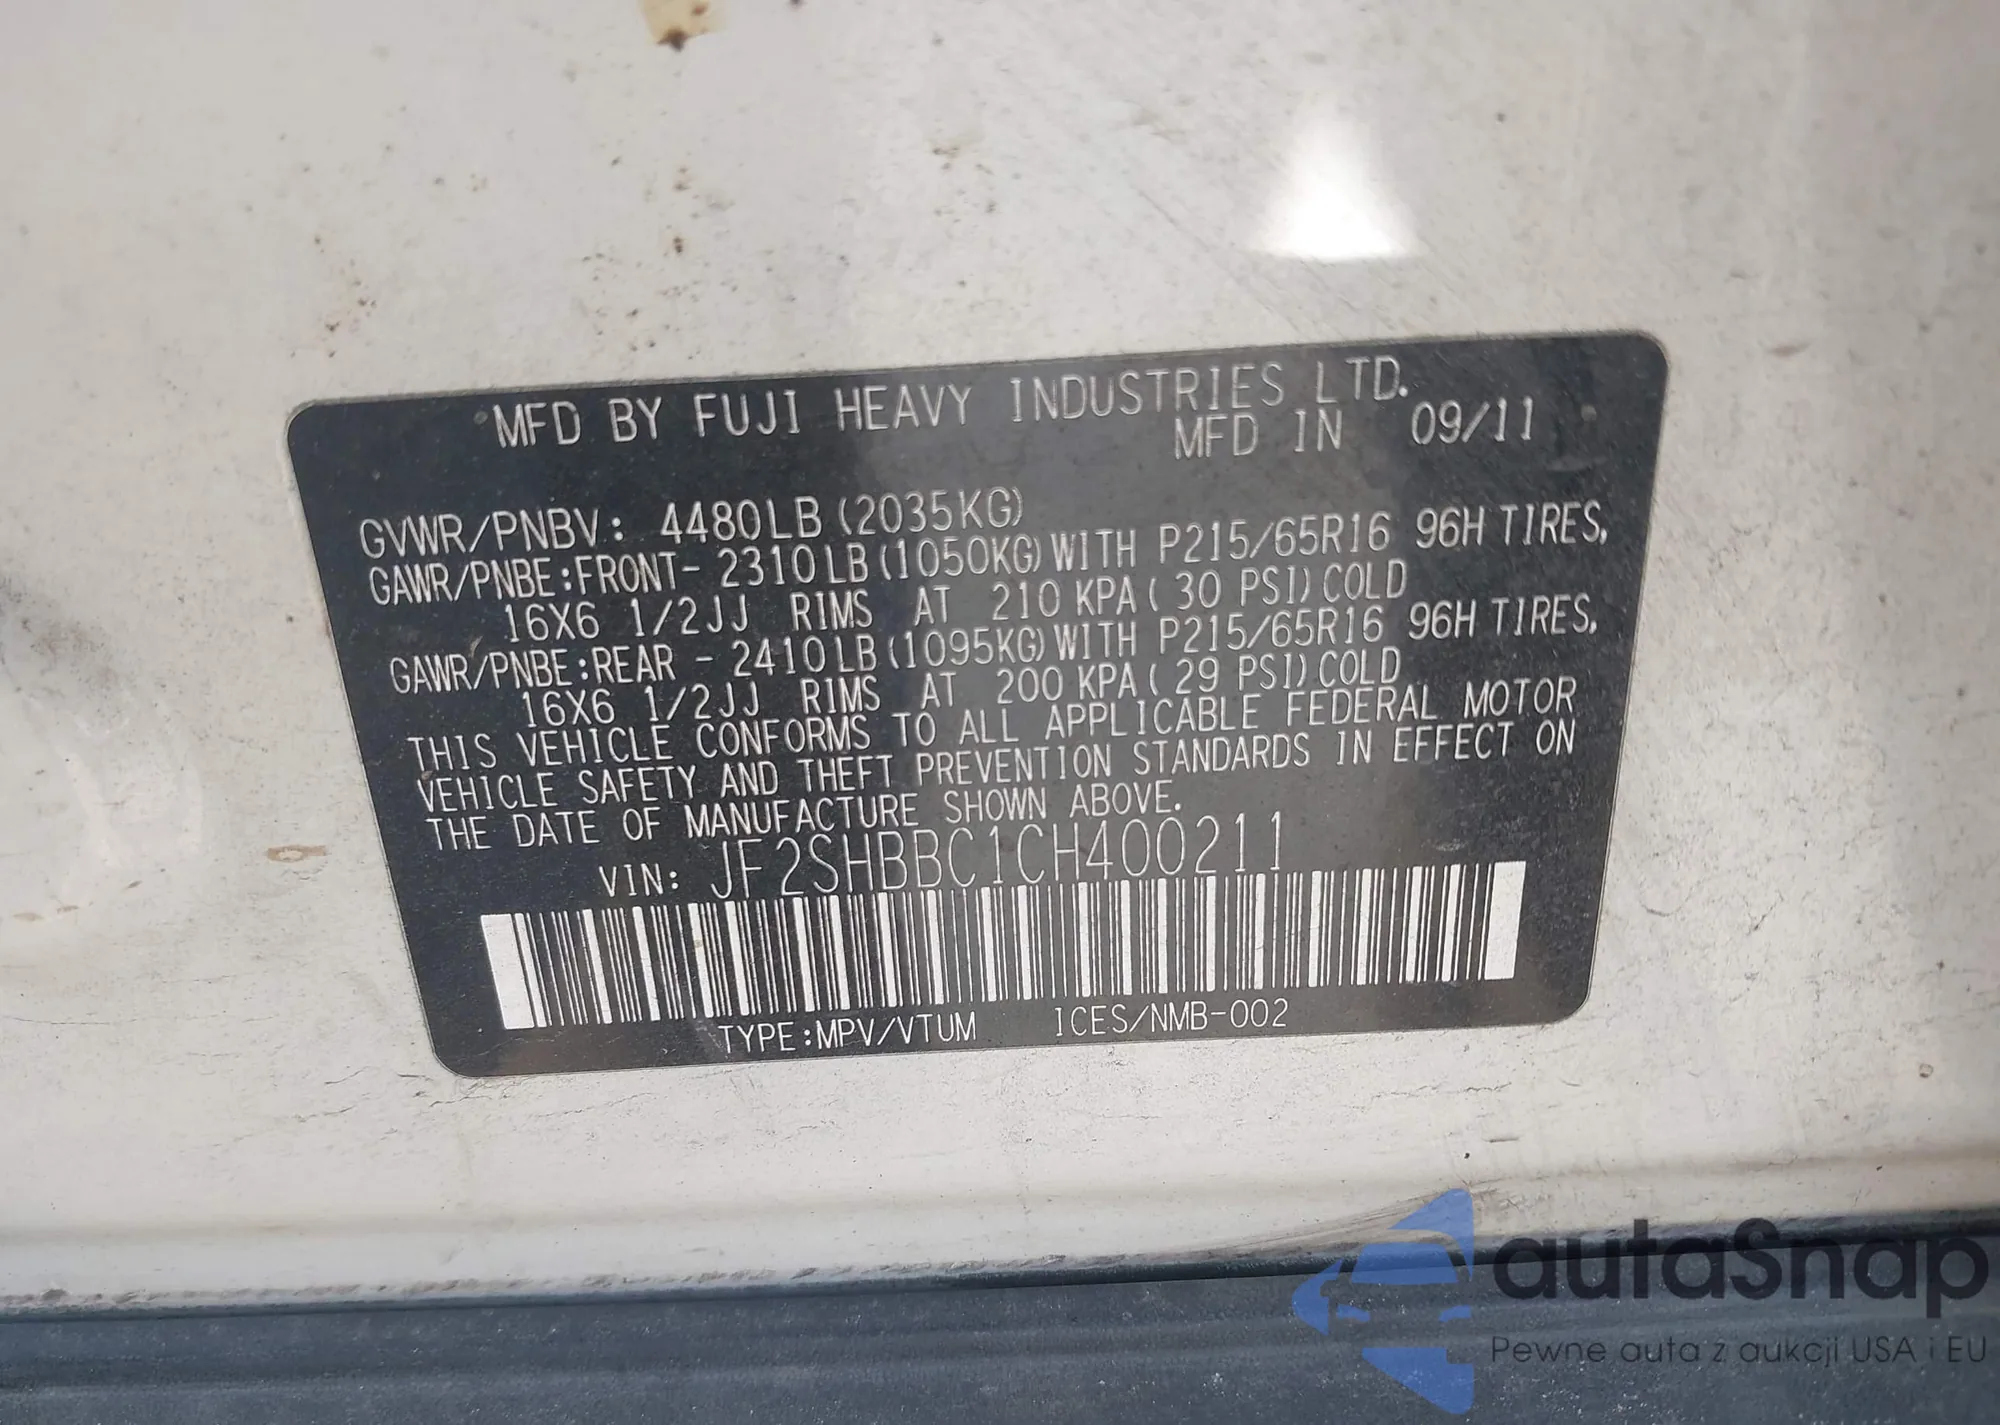 MFD BY FUJI HEAVY INDUSTRIES LTD.
MFD IN 09/11
GVWR/PNBV: 4480LB (2035KG)
GAWR/PNBE:FRONT- 2310LB (1050KG) WITH P215/65R16 96H TIRES,
16X6 1/2JJ RIMS AT 210 KPA ( 30 PSI) COLD
GAWR/PNBE:REAR - 2410LB (1095KG) WITH P215/65R16 96H TIRES,
16X6 1/2JJ RIMS AT 200 KPA ( 29 PSI) COLD
THIS VEHICLE CONFORMS TO ALL APPLICABLE FEDERAL MOTOR
VEHICLE SAFETY AND THEFT PREVENTION STANDARDS IN EFFECT ON
THE DATE OF MANUFACTURE SHOWN ABOVE.
VIN: JF2SHBBC1CH400211
TYPE:MPV/VTUM ICES/NMB-002
autaSnap
Pewne auta z aukcji USA i EU